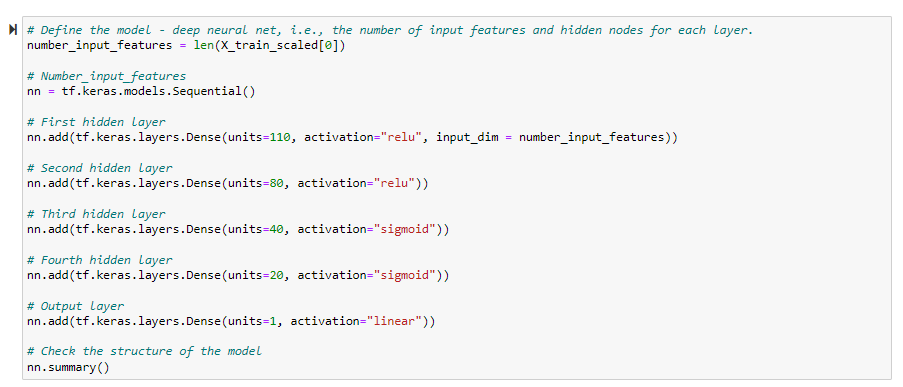 # Define the model - deep neural net, i.e., the number of input features and hidden nodes for each layer.
number_input_features = len(X_train_scaled[0])
# Number_input_features
nn = tf.keras.models.Sequential()
# First hidden layer
nn.add(tf.keras.layers.Dense(units=110, activation="relu", input_dim = number_input_features))
# Second hidden layer
nn.add(tf.keras.layers.Dense(units=80, activation="relu"))
# Third hidden layer
nn.add(tf.keras.layers.Dense(units=40, activation="sigmoid"))
# Fourth hidden layer
nn.add(tf.keras.layers.Dense(units=20, activation="sigmoid"))
# Output layer
nn.add(tf.keras.layers.Dense(units=1, activation="linear"))
# Check the structure of the model
nn.summary()